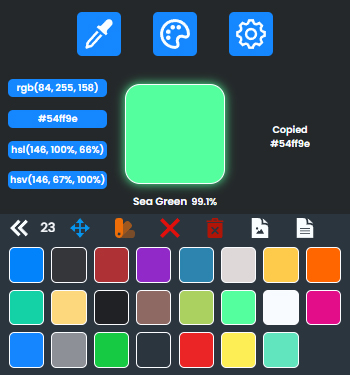 rgb(84, 255, 158)
#54ff9e
hsl(146, 100%, 66%)
hsv(146, 67%, 100%)
Copied
#54ff9e
Sea Green 99.1%
23